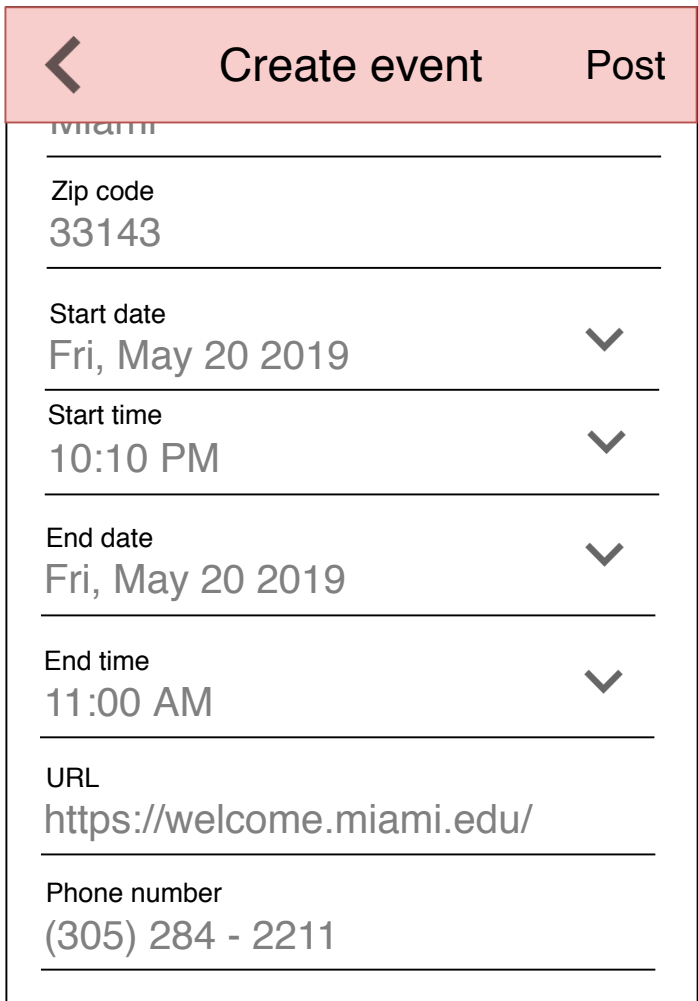 Create event Post
Miami
Zip code
33143
Start date
Fri, May 20 2019
Start time
10:10 PM
End date
Fri, May 20 2019
End time
11:00 AM
URL
https://welcome.miami.edu/
Phone number
(305) 284 - 2211